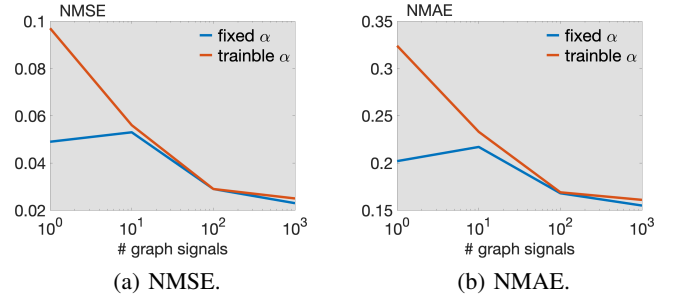 NMSE
0.1
0.08
0.06
0.04
0.02
10^0
10^1
10^2
10^3
# graph signals
fixed α
trainble α
(a) NMSE.
NMAE
0.35
0.3
0.25
0.2
0.15
10^0
10^1
10^2
10^3
# graph signals
fixed α
trainble α
(b) NMAE.